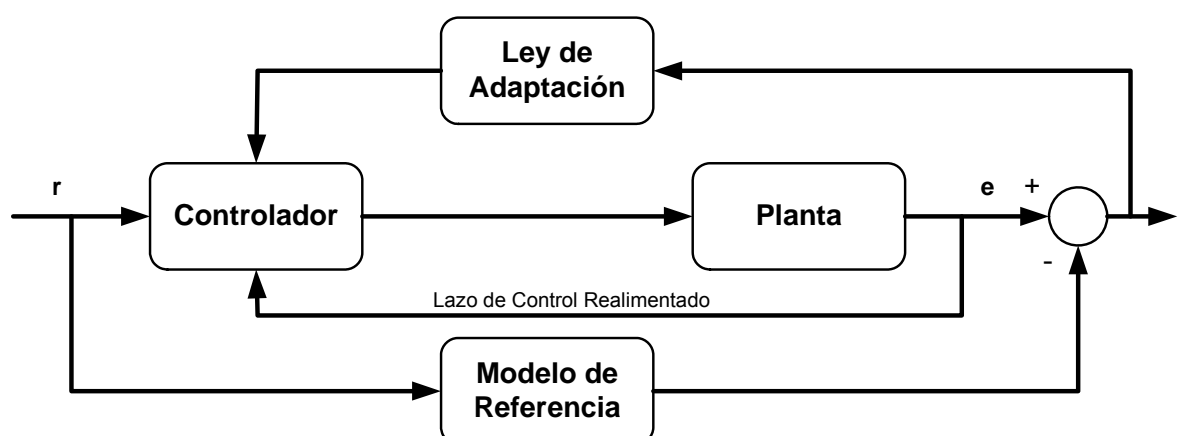 Ley de
Adaptación
r
Controlador
Planta
e
+
-
Lazo de Control Realimentado
Modelo de
Referencia